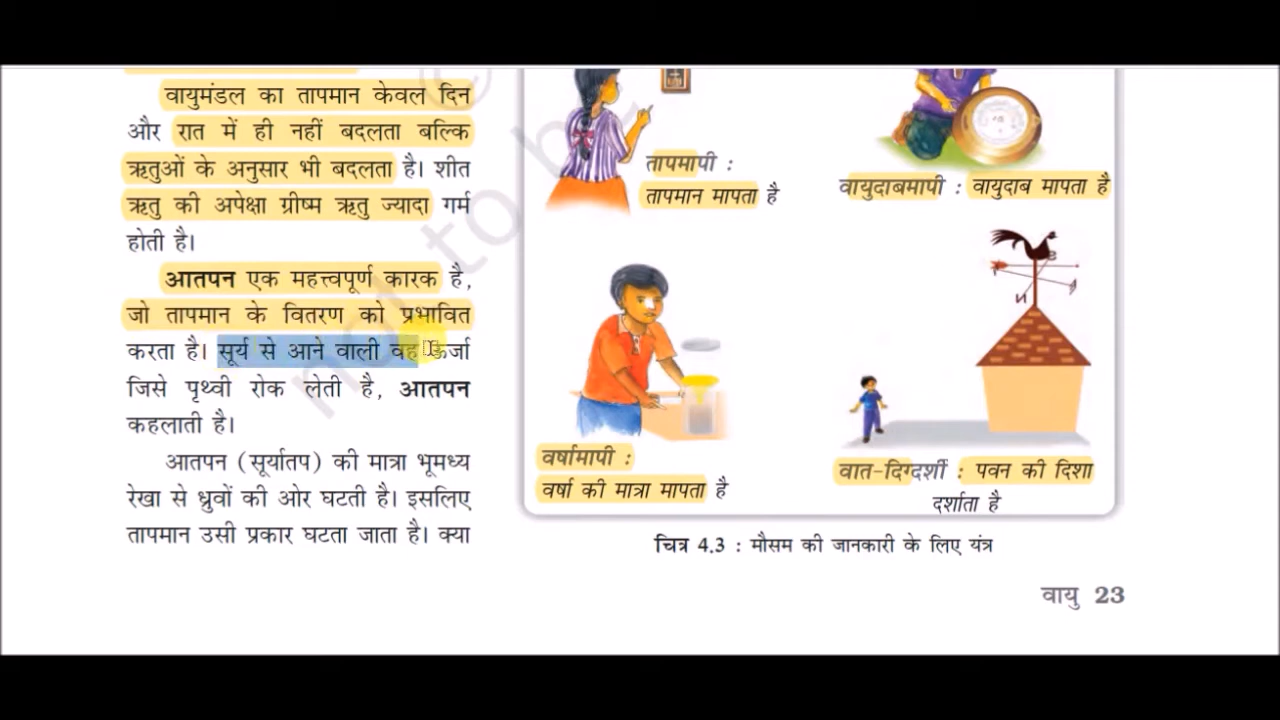 वायुमंडल का तापमान केवल दिन
और रात में ही नहीं बदलता बल्कि
ऋतुओं के अनुसार भी बदलता है। शीत
ऋतु की अपेक्षा ग्रीष्म ऋतु ज्यादा गर्म
होती है।
आतपन एक महत्त्वपूर्ण कारक है,
जो तापमान के वितरण को प्रभावित
करता है। सूर्य से आने वाली वह ऊर्जा
जिसे पृथ्वी रोक लेती है, आतपन
कहलाती है।
आतपन (सूर्यातप) की मात्रा भूमध्य
रेखा से ध्रुवों की ओर घटती है। इसलिए
तापमान उसी प्रकार घटता जाता है। क्या
तापमापी :
तापमान मापता है
वायुदाबमापी : वायुदाब मापता है
वर्षामापी :
वर्षा की मात्रा मापता है
वात-दिग्दर्शी : पवन की दिशा
दर्शाता है
चित्र 4.3 : मौसम की जानकारी के लिए यंत्र
वायु 23
not to b
©